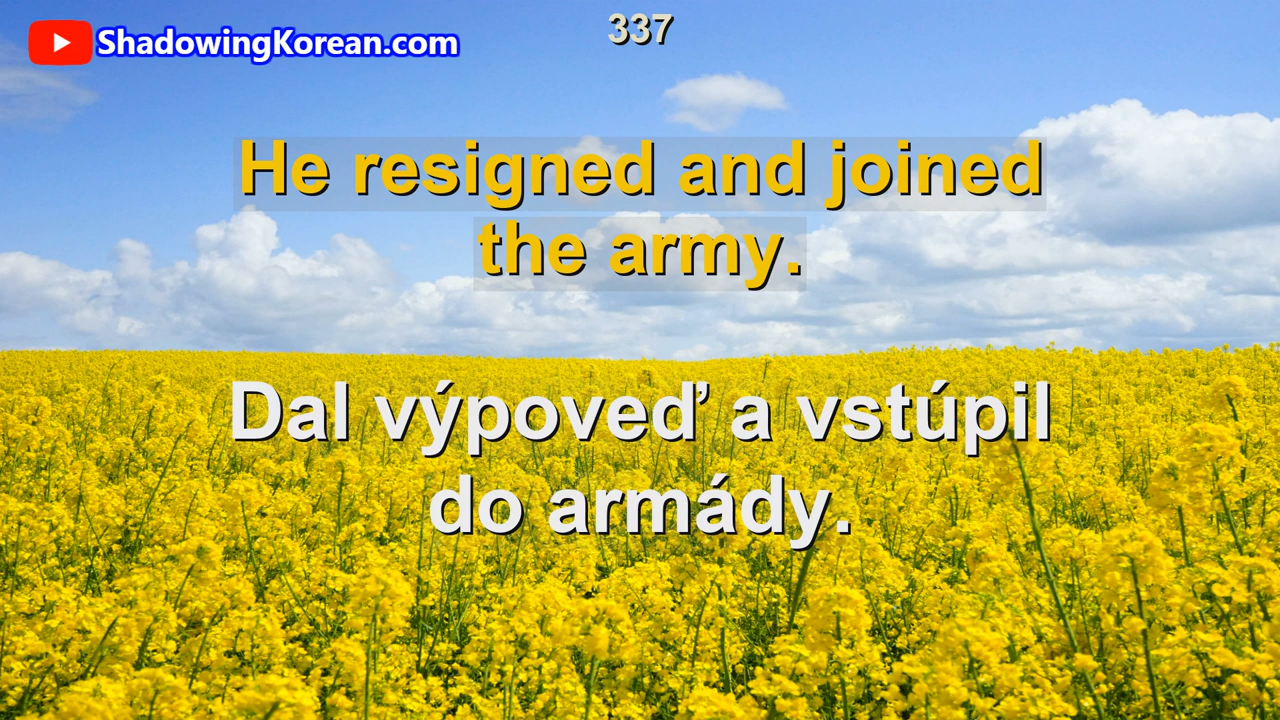 ShadowingKorean.com
337
He resigned and joined
the army.
Dal výpoveď a vstúpil
do armády.